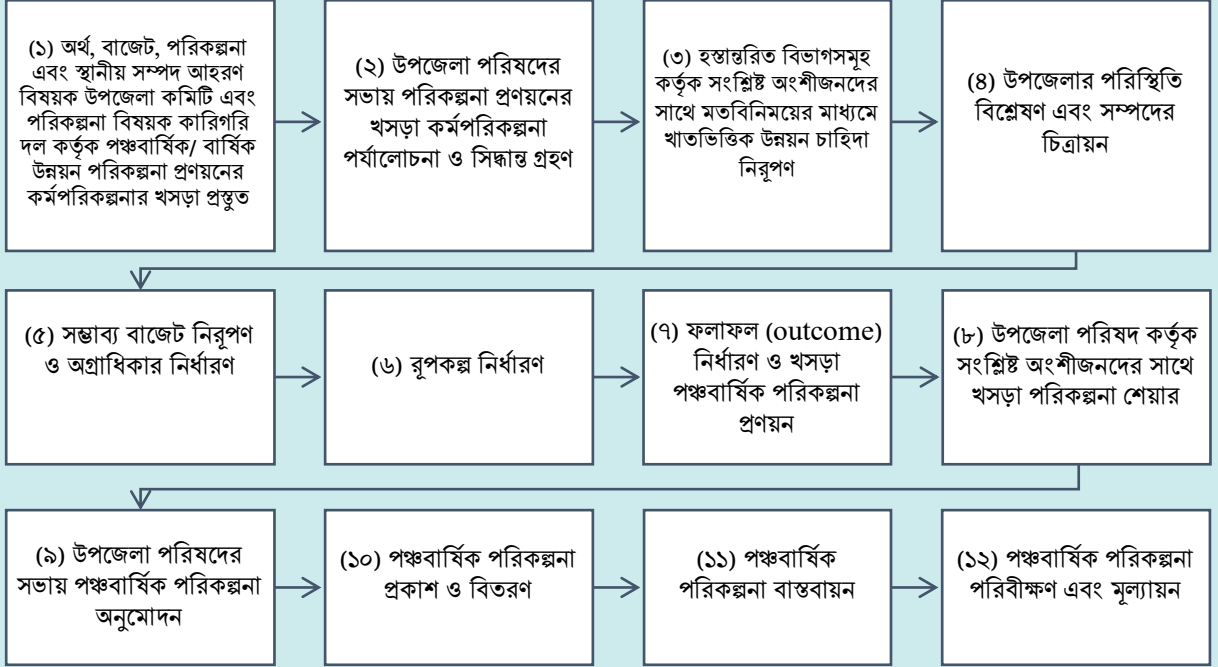 (১) অর্থ, বাজেট, পরিকল্পনা
এবং স্থানীয় সম্পদ আহরণ
বিষয়ক উপজেলা কমিটি এবং
পরিকল্পনা বিষয়ক কারিগরি
দল কর্তৃক পঞ্চবার্ষিক/ বার্ষিক
উন্নয়ন পরিকল্পনা প্রণয়নের
কর্মপরিকল্পনার খসড়া প্রস্তুত
(২) উপজেলা পরিষদের
সভায় পরিকল্পনা প্রণয়নের
খসড়া কর্মপরিকল্পনা
পর্যালোচনা ও সিদ্ধান্ত গ্রহণ
(৩) হস্তান্তরিত বিভাগসমূহ
কর্তৃক সংশ্লিষ্ট অংশীজনদের
সাথে মতবিনিময়ের মাধ্যমে
খাতভিত্তিক উন্নয়ন চাহিদা
নিরূপণ
(৪) উপজেলার পরিস্থিতি
বিশ্লেষণ এবং সম্পদের
চিত্রায়ন
(৫) সম্ভাব্য বাজেট নিরূপণ
ও অগ্রাধিকার নির্ধারণ
(৬) রূপকল্প নির্ধারণ
(৭) ফলাফল (outcome)
নির্ধারণ ও খসড়া
পঞ্চবার্ষিক পরিকল্পনা
প্রণয়ন
(৮) উপজেলা পরিষদ কর্তৃক
সংশ্লিষ্ট অংশীজনদের সাথে
খসড়া পরিকল্পনা শেয়ার
(৯) উপজেলা পরিষদের
সভায় পঞ্চবার্ষিক পরিকল্পনা
অনুমোদন
(১০) পঞ্চবার্ষিক পরিকল্পনা
প্রকাশ ও বিতরণ
(১১) পঞ্চবার্ষিক
পরিকল্পনা বাস্তবায়ন
(১২) পঞ্চবার্ষিক পরিকল্পনা
পরিবীক্ষণ এবং মূল্যায়ন